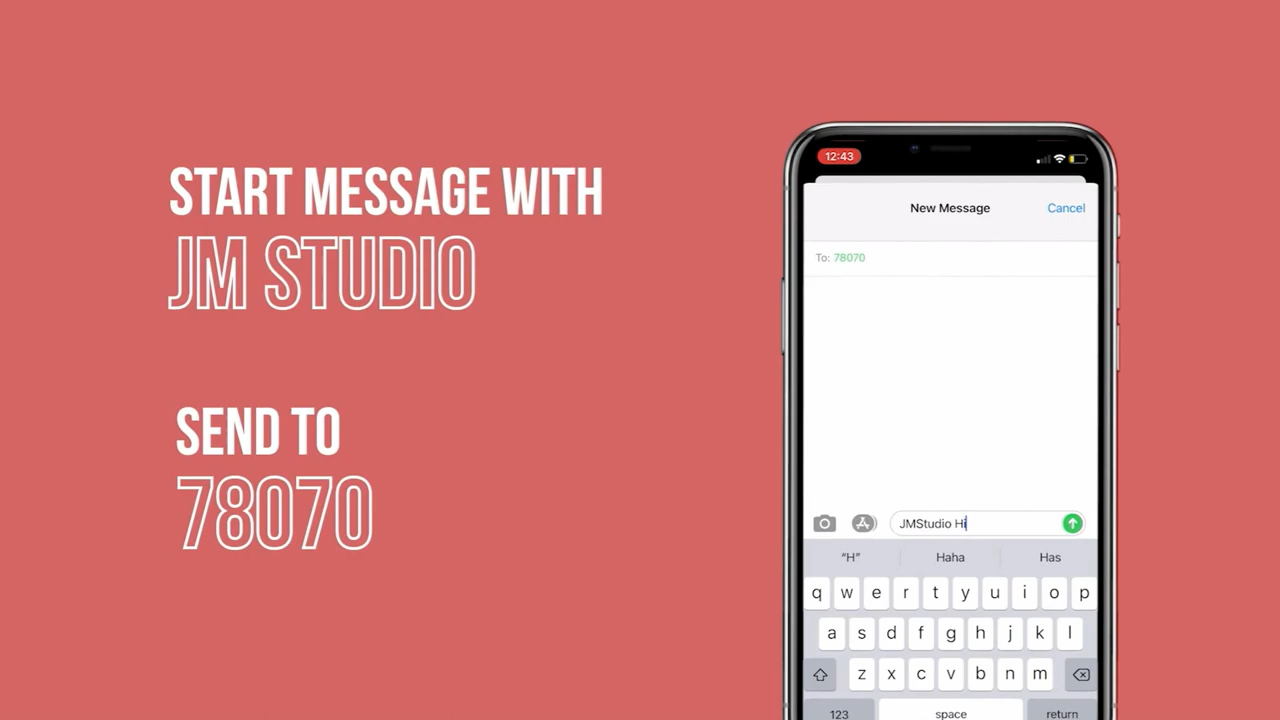 START MESSAGE WITH
JM STUDIO
SEND TO
78070
12:43
New Message
Cancel
To: 78070
JMStudio Hi
“H”
Haha
Has
q w e r t y u i o p
a s d f g h j k l
z x c v b n m
123
space
return